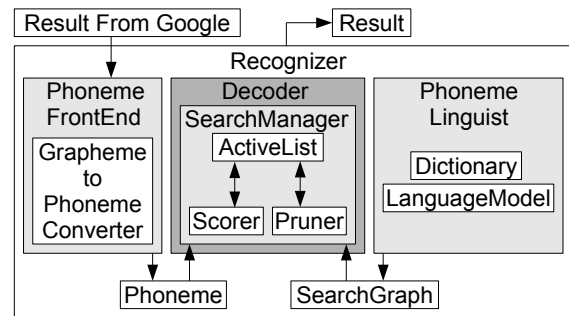 Result From Google
Result
Recognizer
Phoneme
FrontEnd
Grapheme
to
Phoneme
Converter
Decoder
SearchManager
ActiveList
Scorer
Pruner
Phoneme
Linguist
Dictionary
LanguageModel
Phoneme
SearchGraph